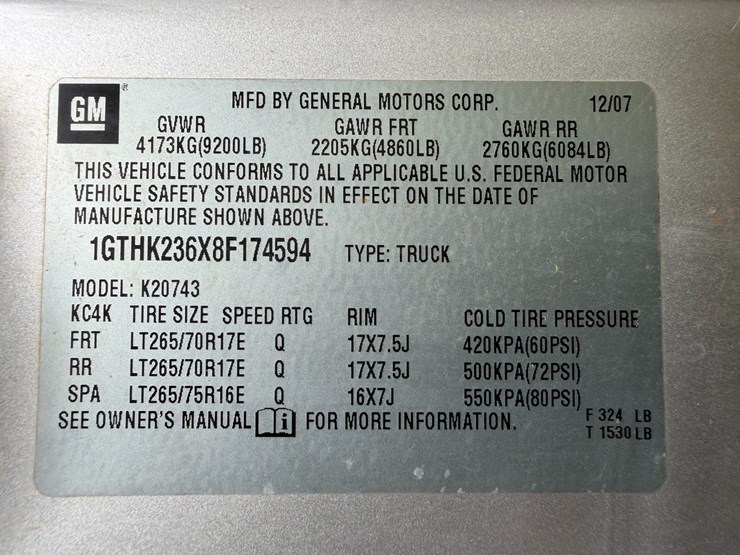 GM ® MFD BY GENERAL MOTORS CORP. 12/07
GVWR GAWR FRT GAWR RR
4173KG(9200LB) 2205KG(4860LB) 2760KG(6084LB)
THIS VEHICLE CONFORMS TO ALL APPLICABLE U.S. FEDERAL MOTOR
VEHICLE SAFETY STANDARDS IN EFFECT ON THE DATE OF
MANUFACTURE SHOWN ABOVE.
1GTHK236X8F174594 TYPE: TRUCK
MODEL: K20743
KC4K TIRE SIZE SPEED RTG RIM COLD TIRE PRESSURE
FRT LT265/70R17E Q 17X7.5J 420KPA(60PSI)
RR LT265/70R17E Q 17X7.5J 500KPA(72PSI)
SPA LT265/75R16E Q 16X7J 550KPA(80PSI)
SEE OWNER'S MANUAL i FOR MORE INFORMATION. F 324 LB
T 1530 LB